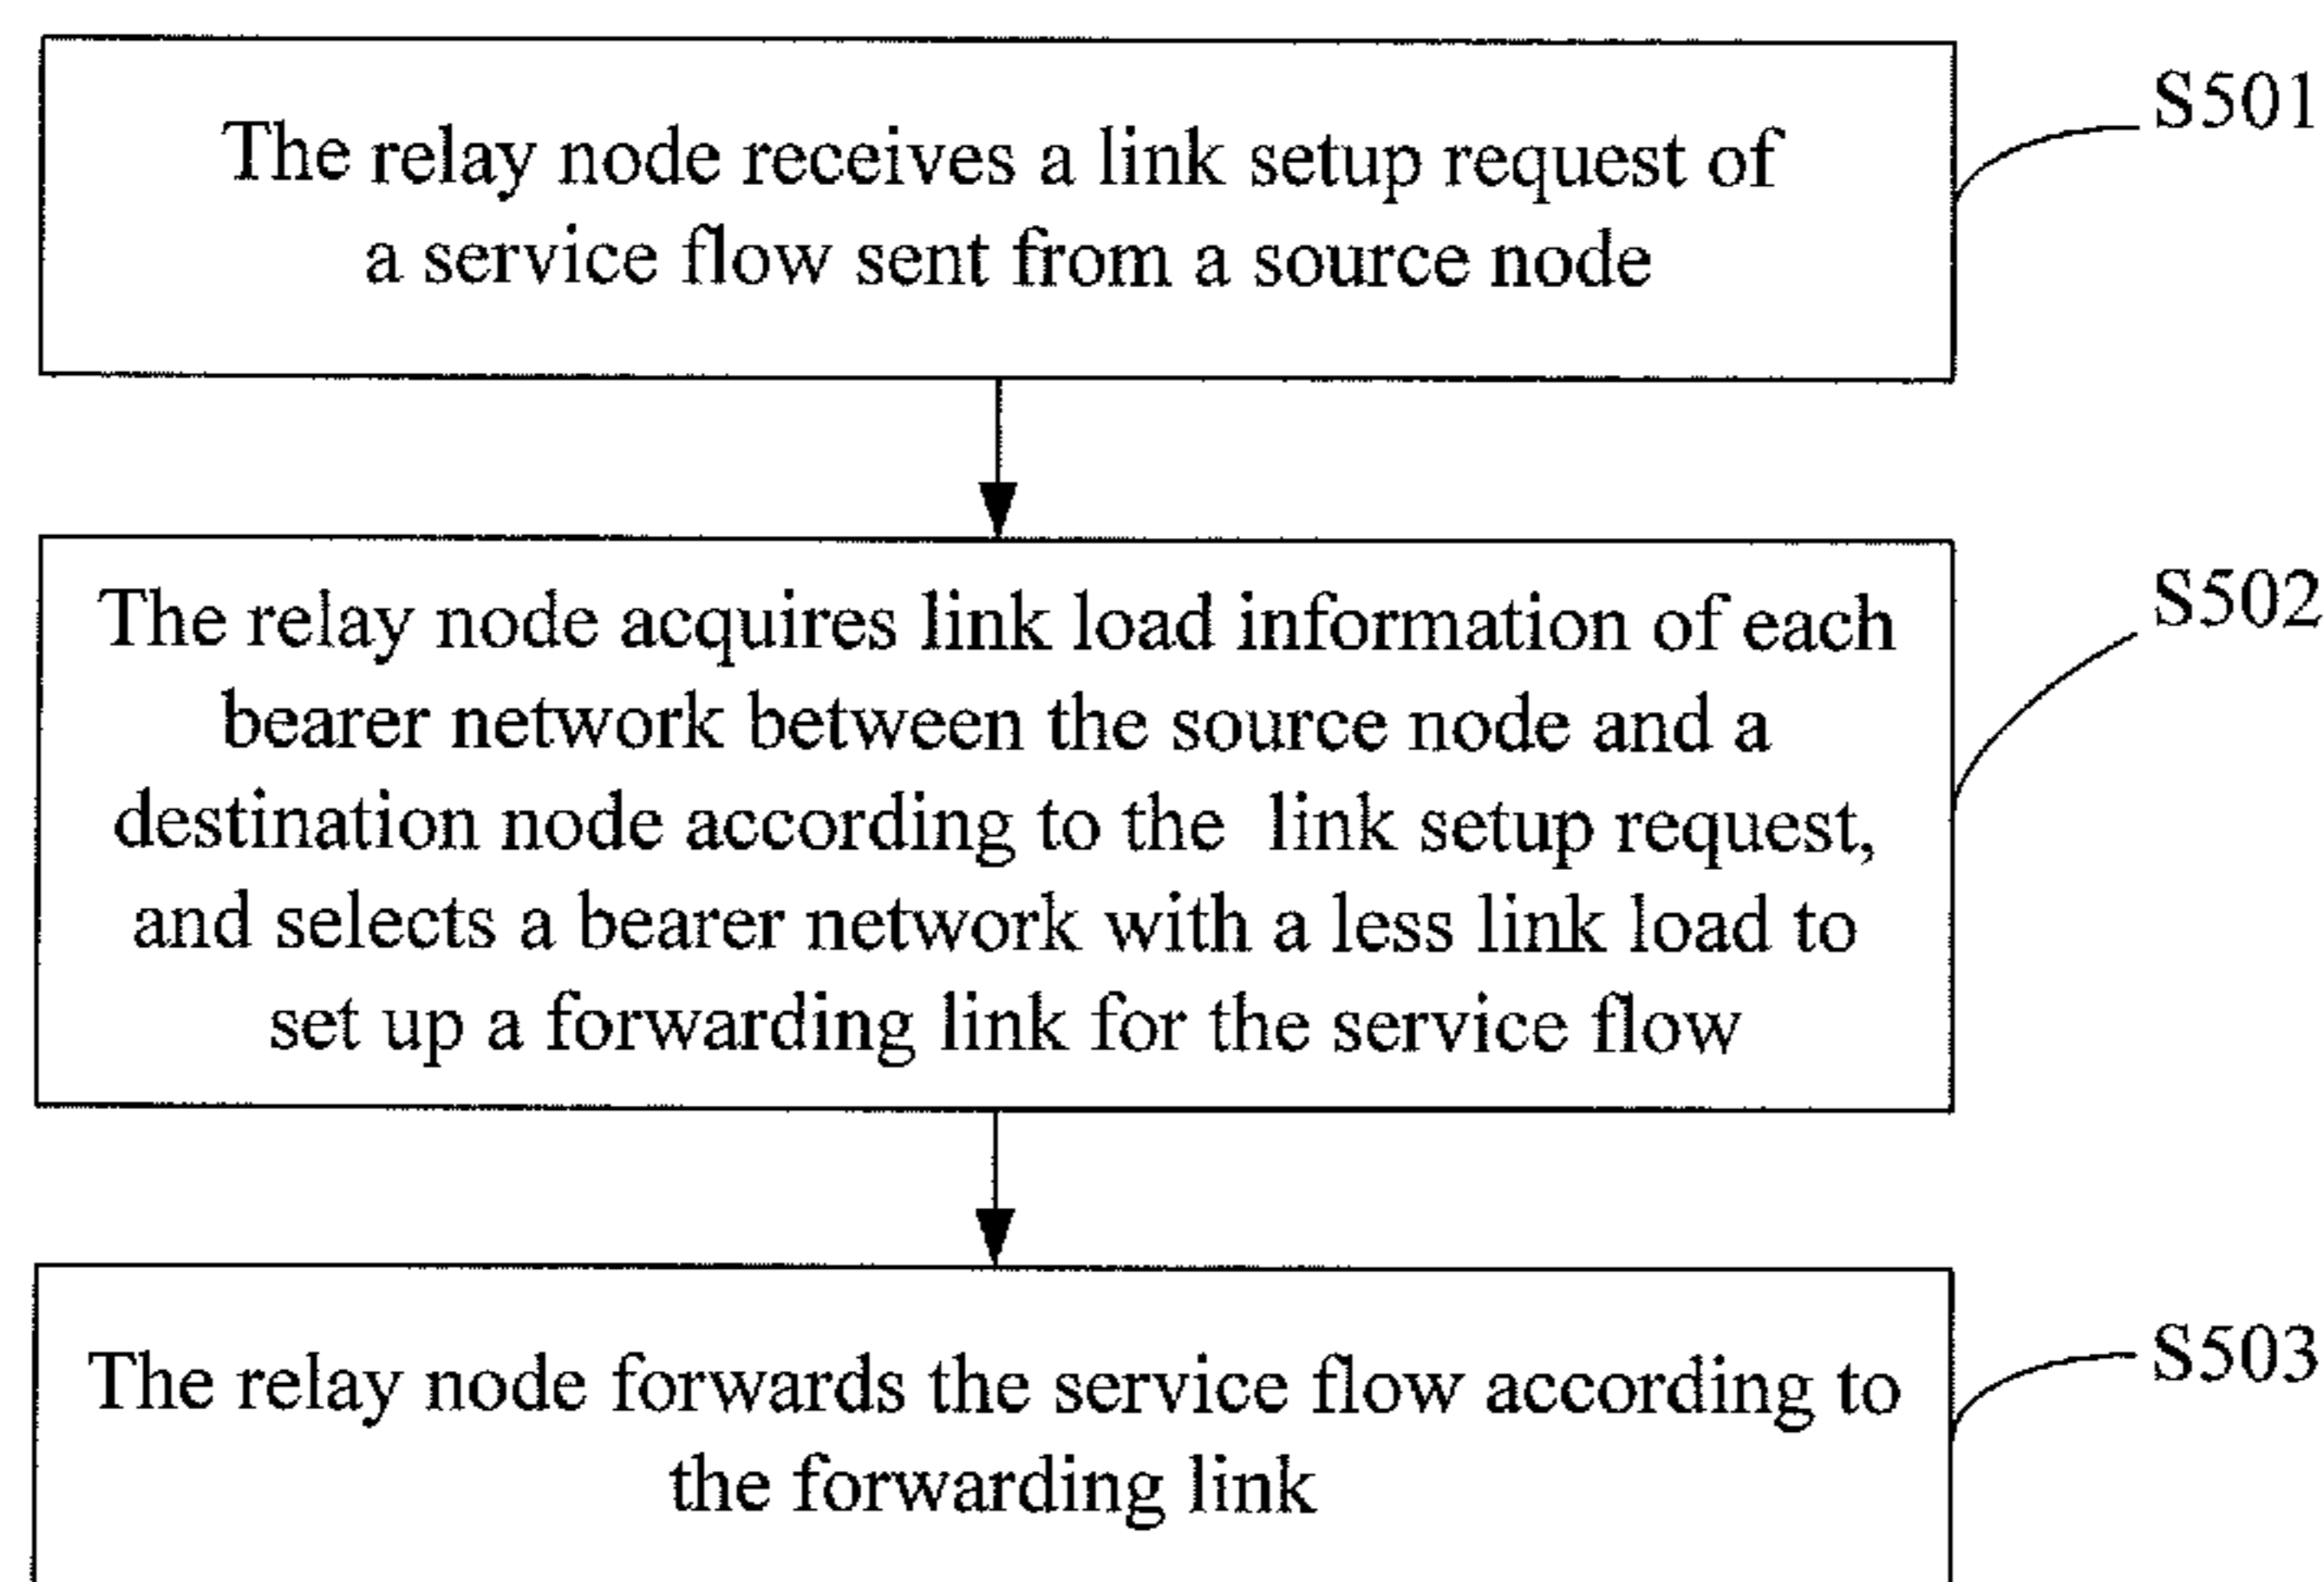 The relay node receives a link setup request of
a service flow sent from a source node
S501
The relay node acquires link load information of each
bearer network between the source node and a
destination node according to the link setup request,
and selects a bearer network with a less link load to
set up a forwarding link for the service flow
S502
The relay node forwards the service flow according to
the forwarding link
S503